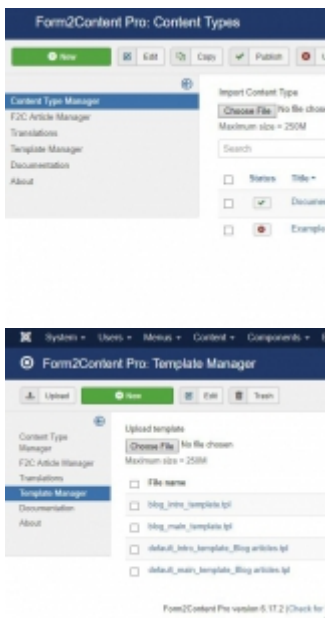 Form2Content Pro: Content Types
New Edit Copy Publish
Import Content Type
Content Type Manager
Choose File No file chosen
F2C Article Manager
Maximum size = 250M
Translations
Template Manager
Search
Documentation
About
Status Title
System Users Menus Content
Form2Content Pro: Template Manager
Upload New Edit Trash
Content Type
Manager
Upload template
Choose File No file chosen
F2C Article Manager
Maximum size = 250M
Translations
Template Manager
File name
Documentation
About
blog_intro_template.tpl
blog_main_template.tpl
default_intro_template_Blog articles.tpl
default_main_template_Blog articles.tpl
Form2Content Pro version 6.17.2 (Check for